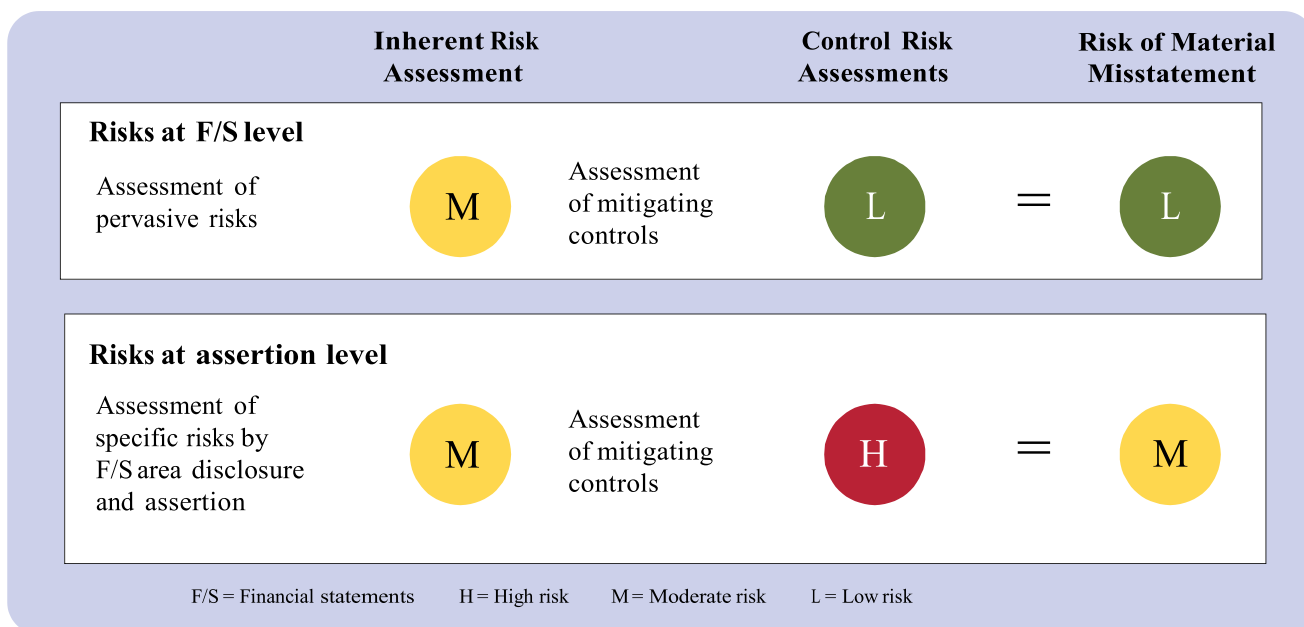 Inherent Risk
Assessment
Control Risk
Assessments
Risk of Material
Misstatement
Risks at F/S level
Assessment of
pervasive risks
M
Assessment
of mitigating
controls
L
=
L
Risks at assertion level
Assessment of
specific risks by
F/S area disclosure
and assertion
M
Assessment
of mitigating
controls
H
=
M
F/S = Financial statements H = High risk M = Moderate risk L = Low risk